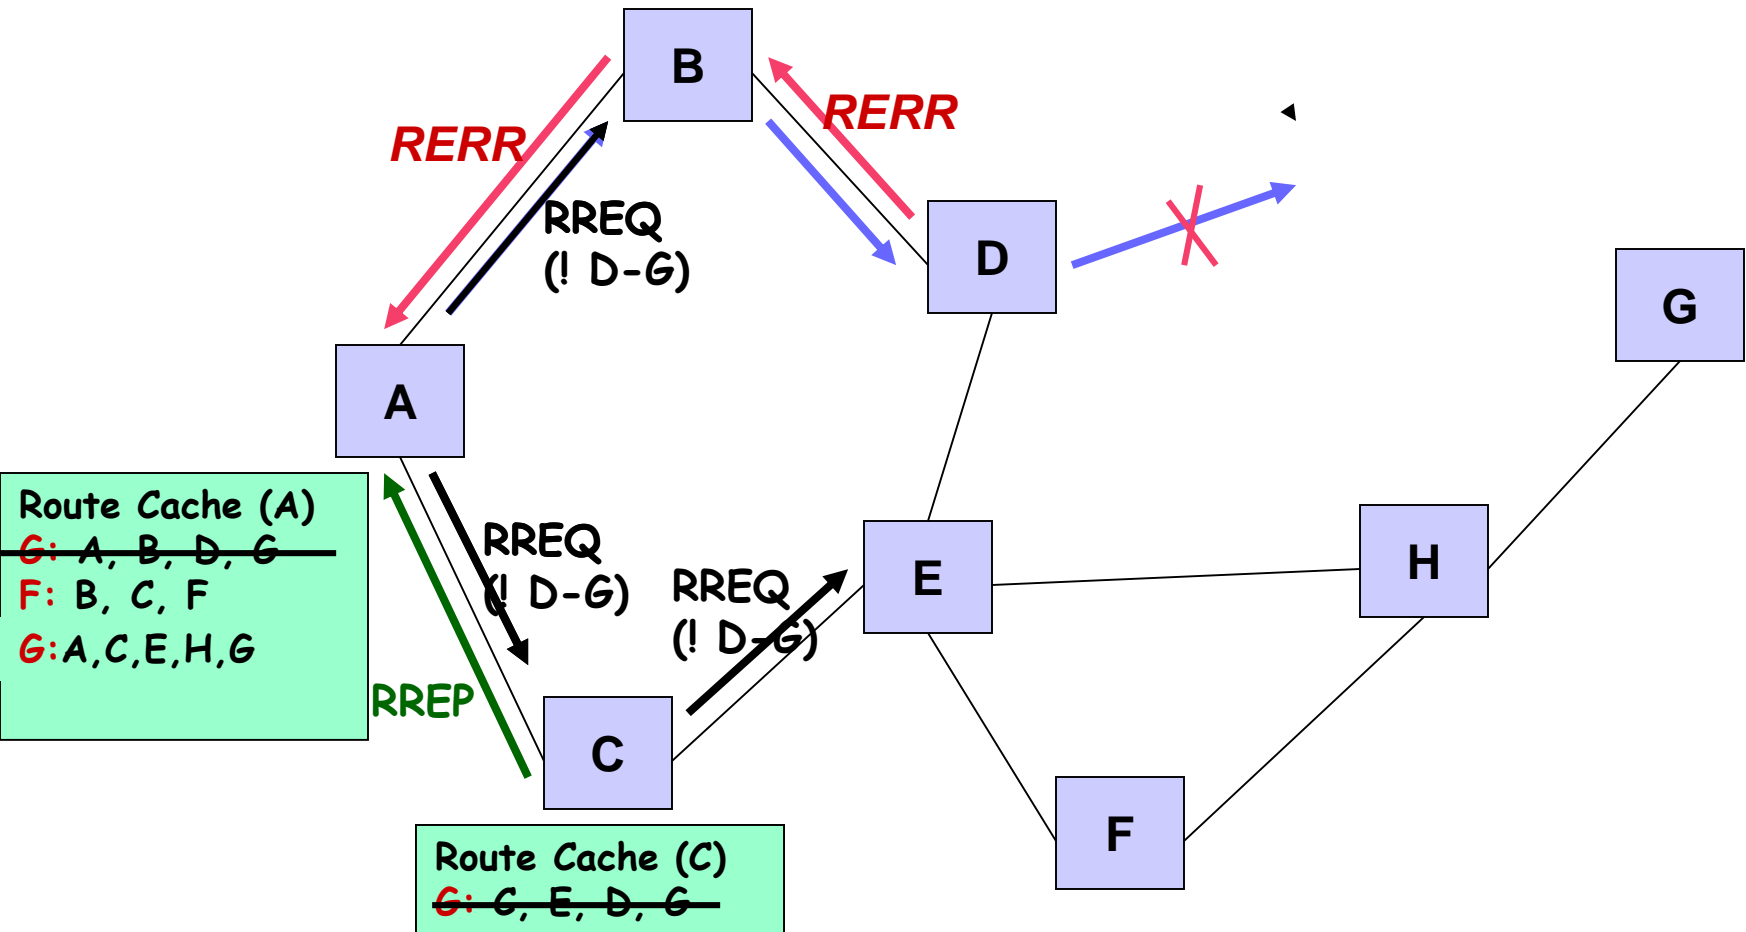 B
RERR
RERR
RREQ
(! D-G)
D
G
A
Route Cache (A)
G: A, B, D, G
F: B, C, F
G:A,C,E,H,G
RREQ
(! D-G)
RREQ
(! D-G)
E
H
RREP
C
F
Route Cache (C)
G: C, E, D, G